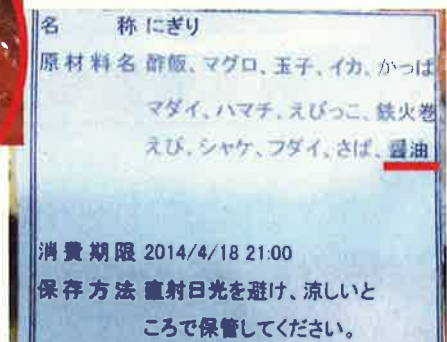 名 称 にぎり
原材料名 酢飯、マグロ、玉子、イカ、かっぱ
マダイ、ハマチ、えびっこ、鉄火巻
えび、シャケ、フダイ、さば、醤油
消費期限 2014/4/18 21:00
保存方法 直射日光を避け、涼しいと
ころで保管してください。